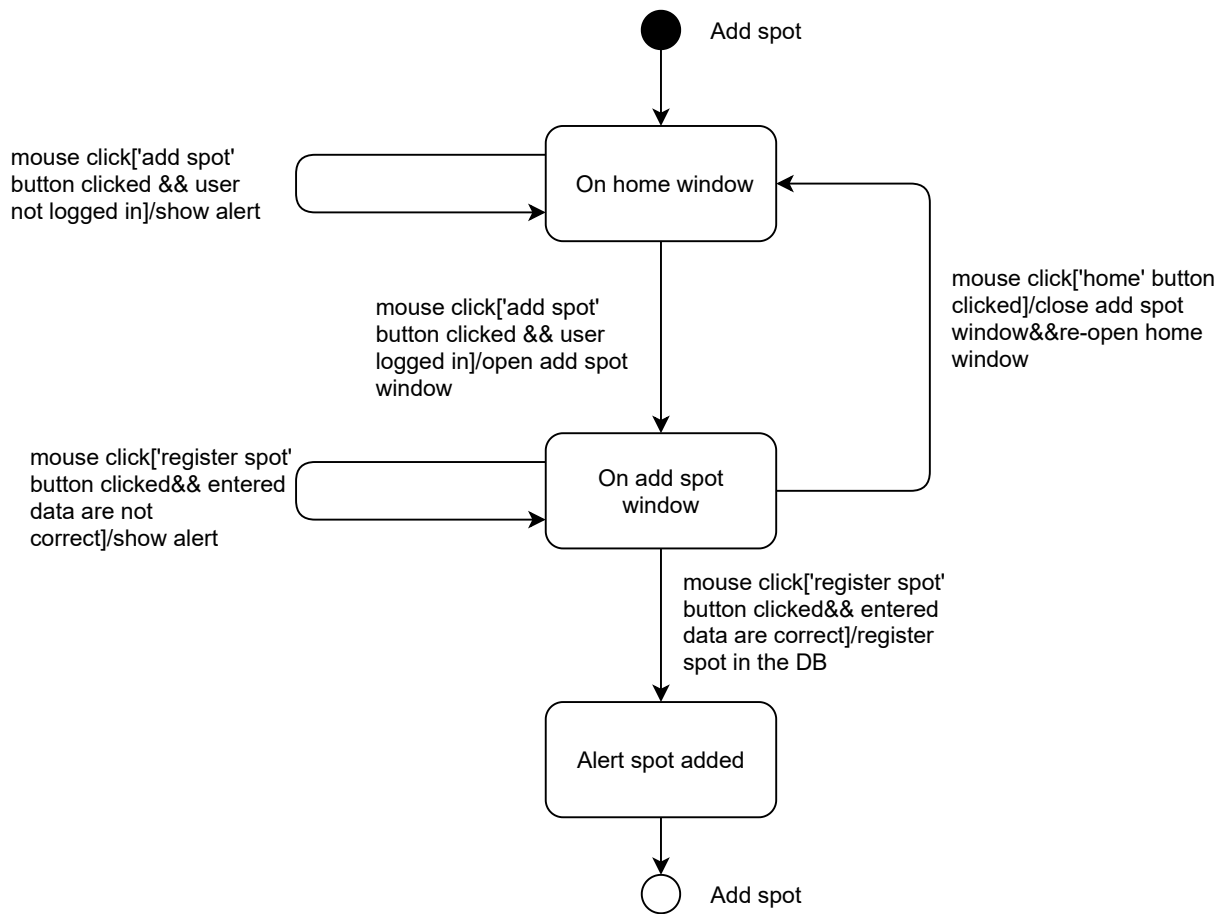 Add spot
mouse click['add spot'
button clicked && user
not logged in]/show alert
On home window
mouse click['home' button
clicked]/close add spot
window&&re-open home
window
mouse click['add spot'
button clicked && user
logged in]/open add spot
window
mouse click['register spot'
button clicked&& entered
data are not
correct]/show alert
On add spot
window
mouse click['register spot'
button clicked&& entered
data are correct]/register
spot in the DB
Alert spot added
Add spot